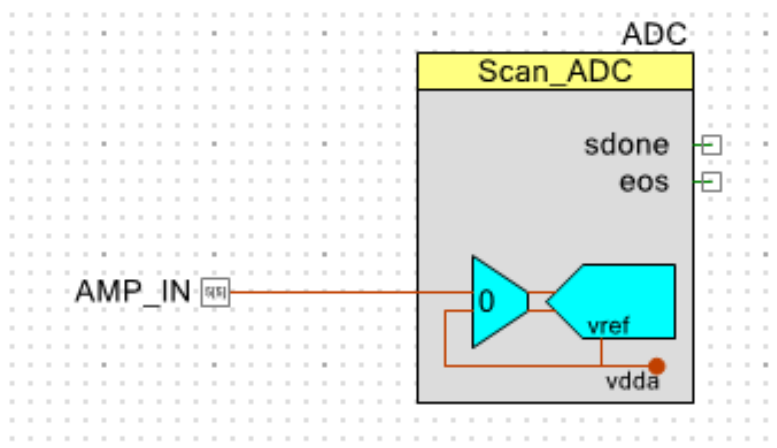 ADC
Scan_ADC
sdone
eos
AMP_IN
0
vref
vdda